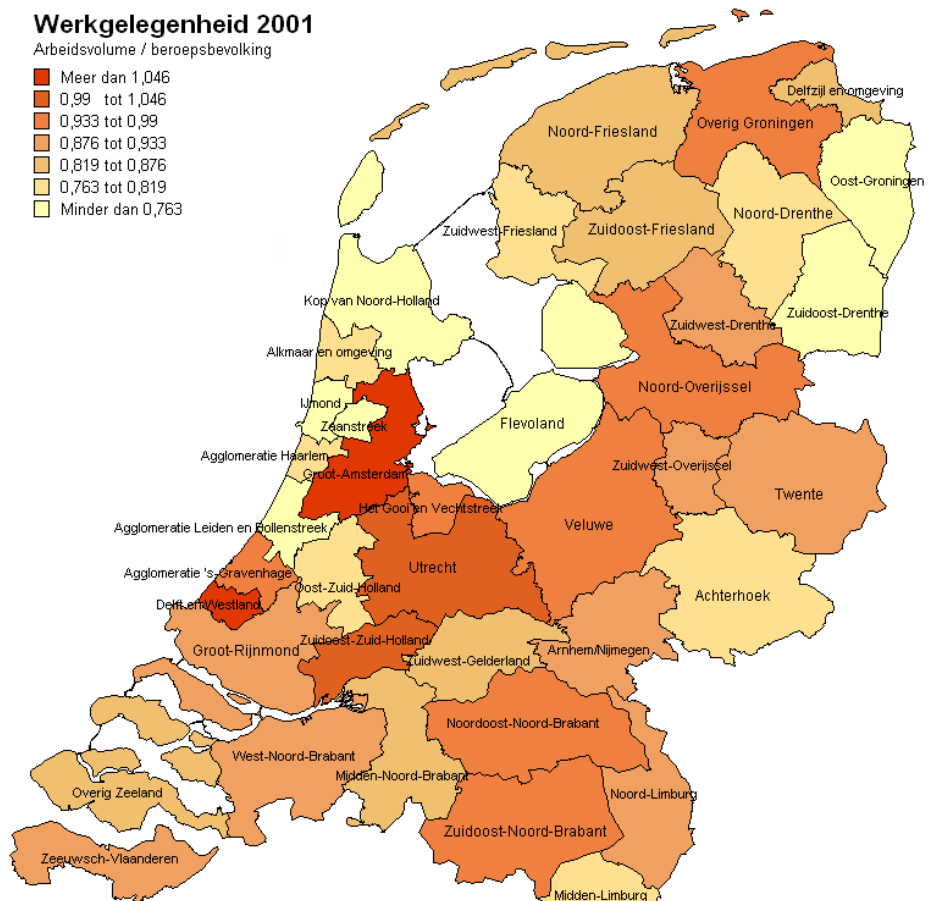 Werkgelegenheid 2001
Arbeidsvolume / beroepsbevolking
Meer dan 1,046
0,99 tot 1,046
0,933 tot 0,99
0,876 tot 0,933
0,819 tot 0,876
0,763 tot 0,819
Minder dan 0,763
Delfzijl en omgeving
Overig Groningen
Noord-Friesland
Oost-Groningen
Noord-Drenthe
Zuidwest-Friesland
Zuidoost-Friesland
Kop van Noord-Holland
Zuidoost-Drenthe
Zuidwest-Drenthe
Alkmaar en omgeving
Noord-Overijssel
IJmond
Zaanstreek
Flevoland
Agglomeratie Haarlem
Zuidwest-Overijssel
Groot-Amsterdam
Twente
Het Gooi en Vechtstreek
Agglomeratie Leiden en Bollenstreek
Veluwe
Utrecht
Agglomeratie 's-Gravenhage
Oost-Zuid-Holland
Achterhoek
Delft en Westland
Zuidoost-Zuid-Holland
Groot-Rijnmond
Arnhem/Nijmegen
Zuidwest-Gelderland
Noordoost-Noord-Brabant
West-Noord-Brabant
Midden-Noord-Brabant
Overig Zeeland
Noord-Limburg
Zuidoost-Noord-Brabant
Zeeuwsch-Vlaanderen
Midden-Limburg